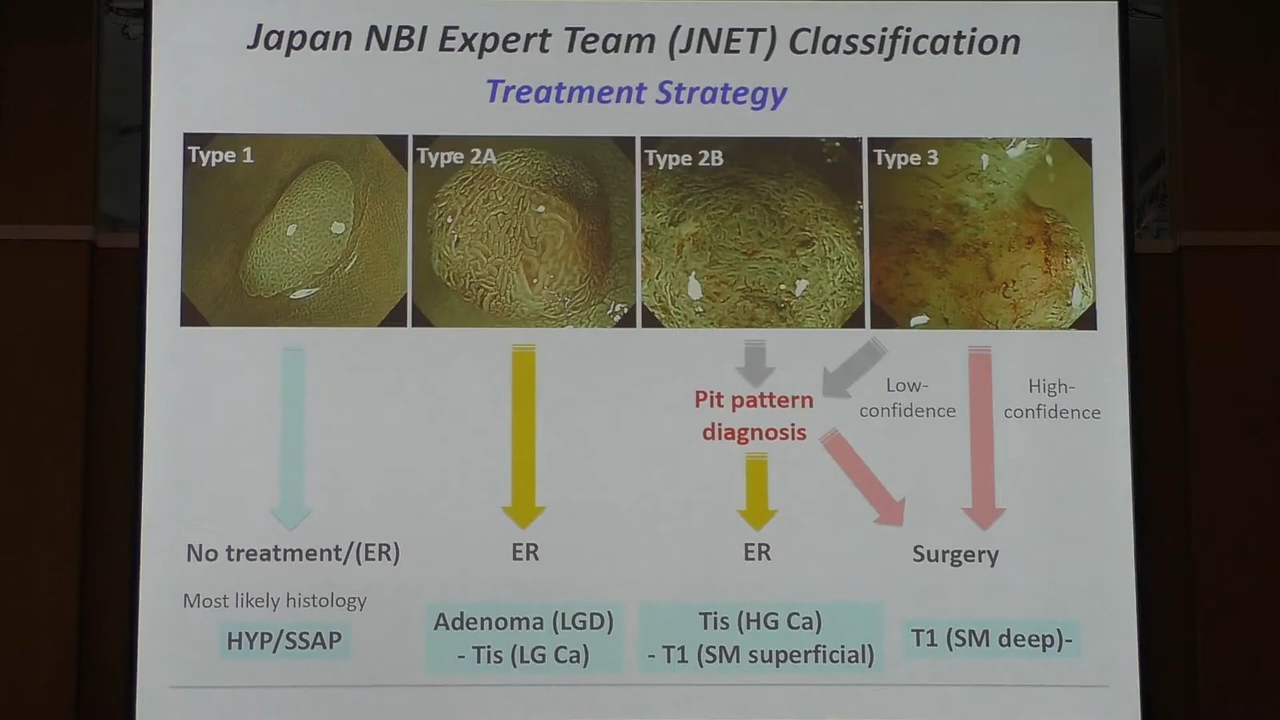 Japan NBI Expert Team (JNET) Classification
Treatment Strategy
Type 1
Type 2A
Type 2B
Type 3
Pit pattern
diagnosis
Low-
confidence
High-
confidence
No treatment/(ER)
ER
ER
Surgery
Most likely histology
HYP/SSAP
Adenoma (LGD)
- Tis (LG Ca)
Tis (HG Ca)
- T1 (SM superficial)
T1 (SM deep)-